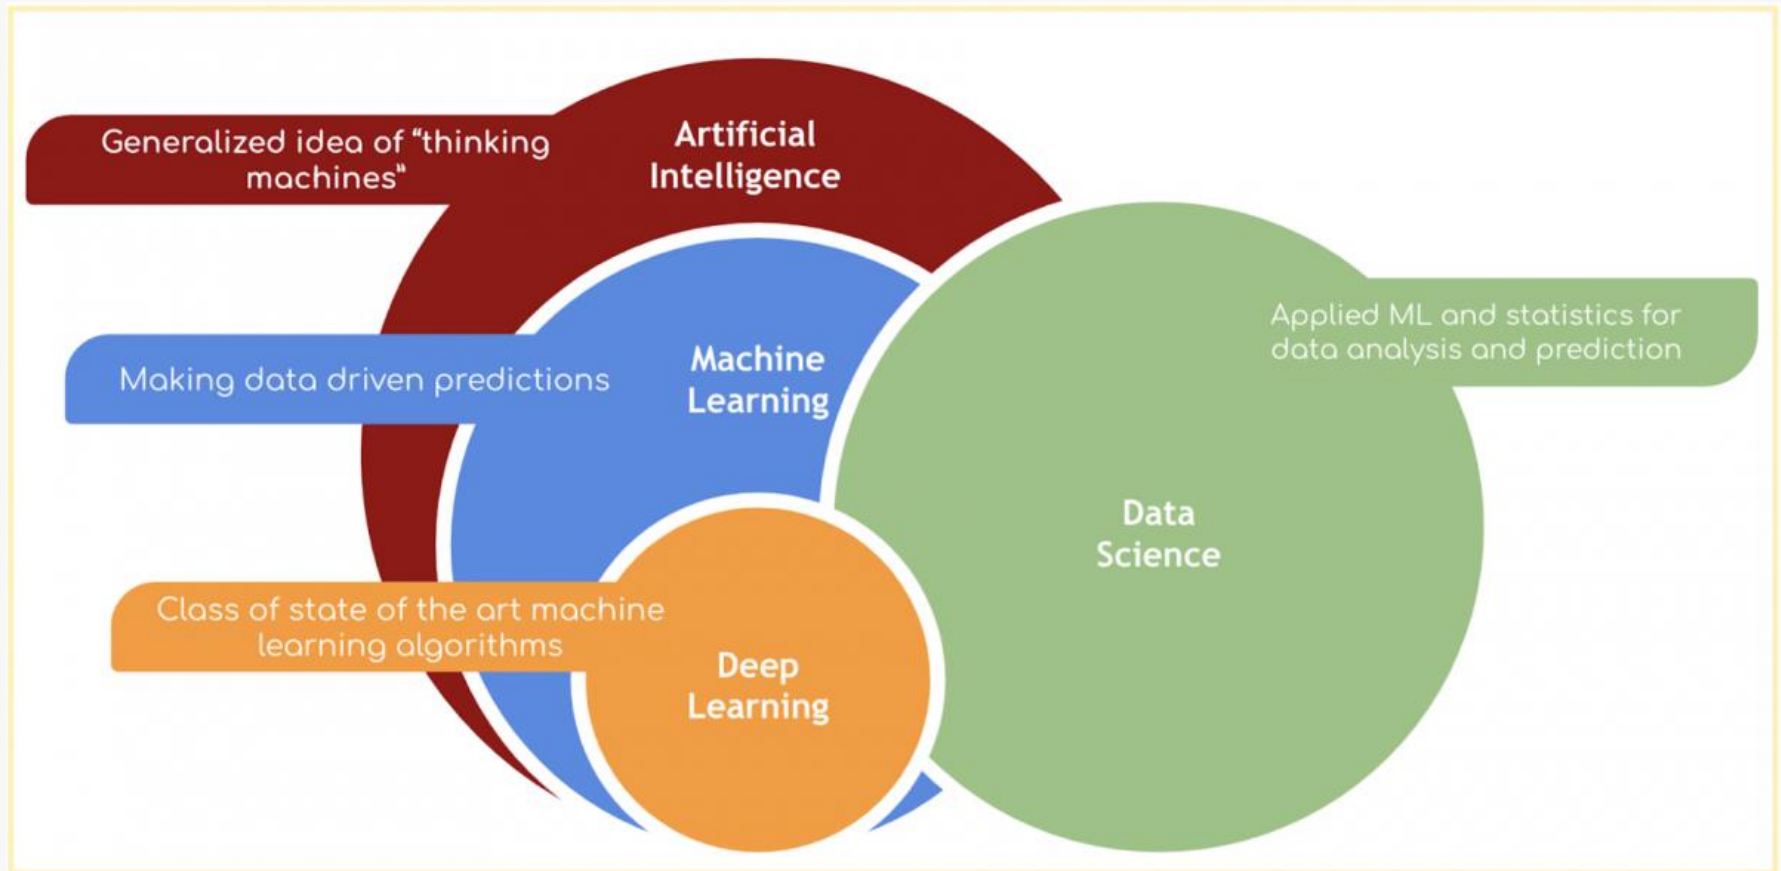 Generalized idea of “thinking
machines”
Artificial
Intelligence
Making data driven predictions
Machine
Learning
Applied ML and statistics for
data analysis and prediction
Data
Science
Class of state of the art machine
learning algorithms
Deep
Learning